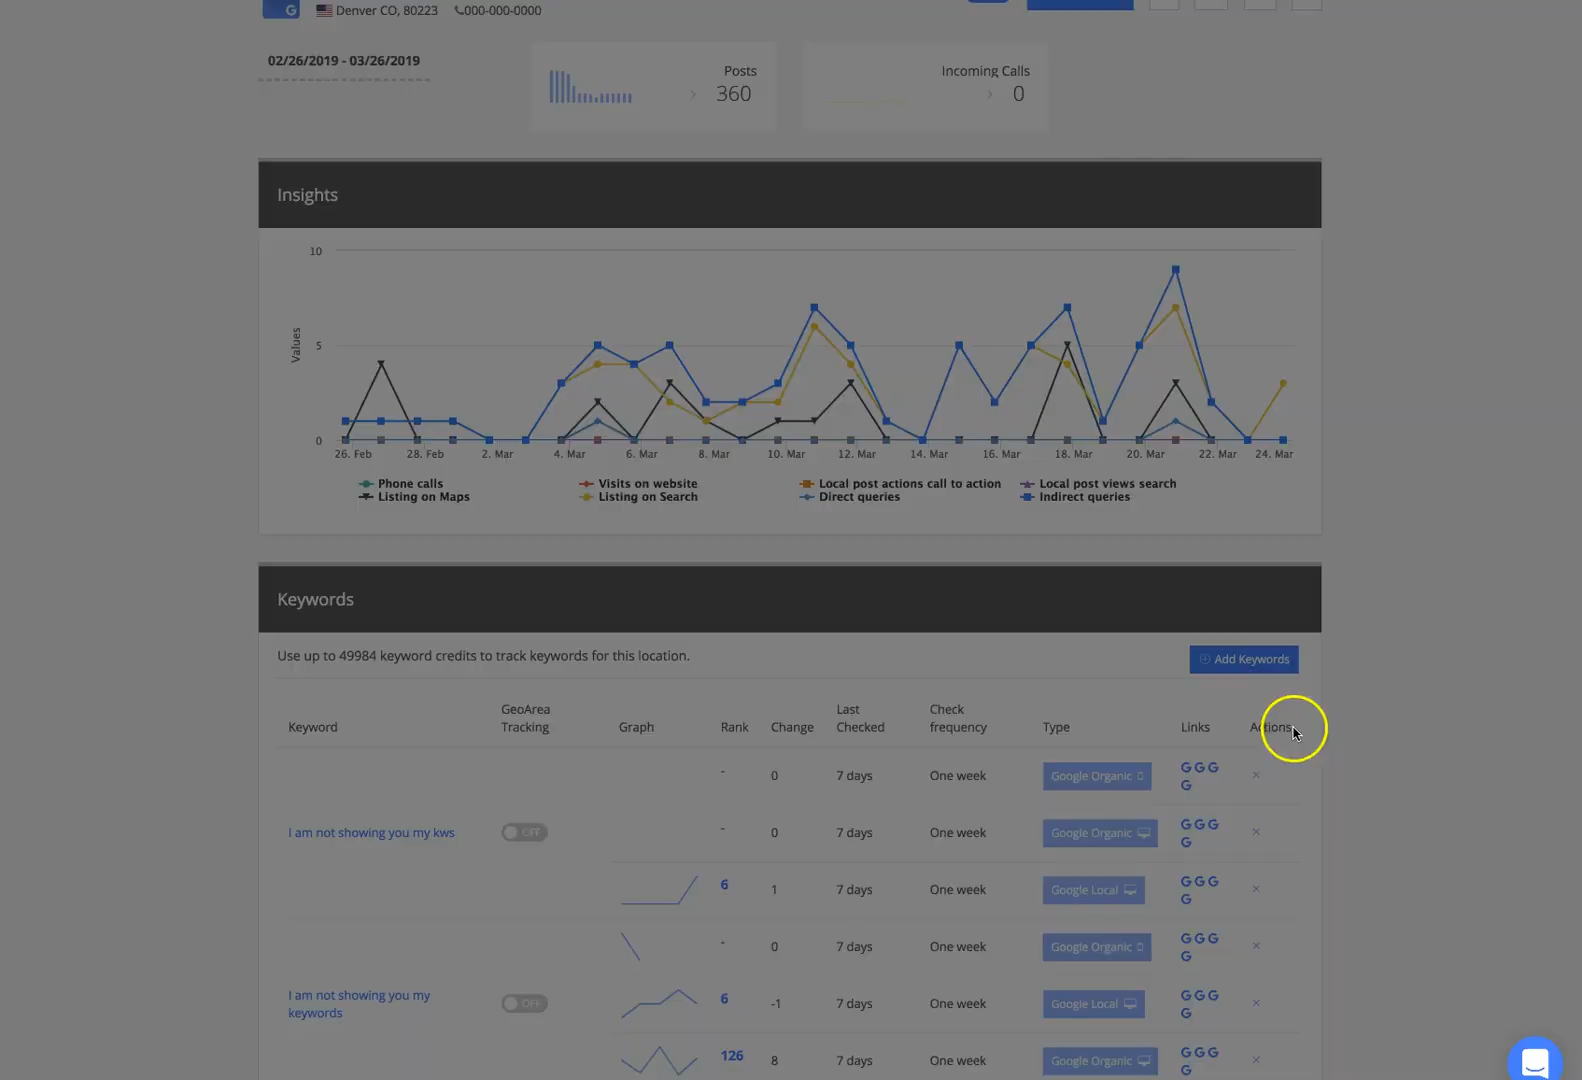 G
Denver CO, 80223 000-000-0000
02/26/2019 - 03/26/2019
Posts
360
Incoming Calls
0
Insights
10
5
0
Values
26. Feb 28. Feb 2. Mar 4. Mar 6. Mar 8. Mar 10. Mar 12. Mar 14. Mar 16. Mar 18. Mar 20. Mar 22. Mar 24. Mar
Phone calls Visits on website Local post actions call to action Local post views search
Listing on Maps Listing on Search Direct queries Indirect queries
Keywords
Use up to 49984 keyword credits to track keywords for this location.
Add Keywords
Keyword GeoArea Tracking Graph Rank Change Last Checked Check frequency Type Links Actions
- 0 7 days One week Google Organic G G G G ×
I am not showing you my kws OFF - 0 7 days One week Google Organic G G G G ×
6 1 7 days One week Google Local G G G G ×
- 0 7 days One week Google Organic G G G G ×
I am not showing you my
keywords
OFF 6 -1 7 days One week Google Local G G G G ×
126 8 7 days One week Google Organic G G G G ×